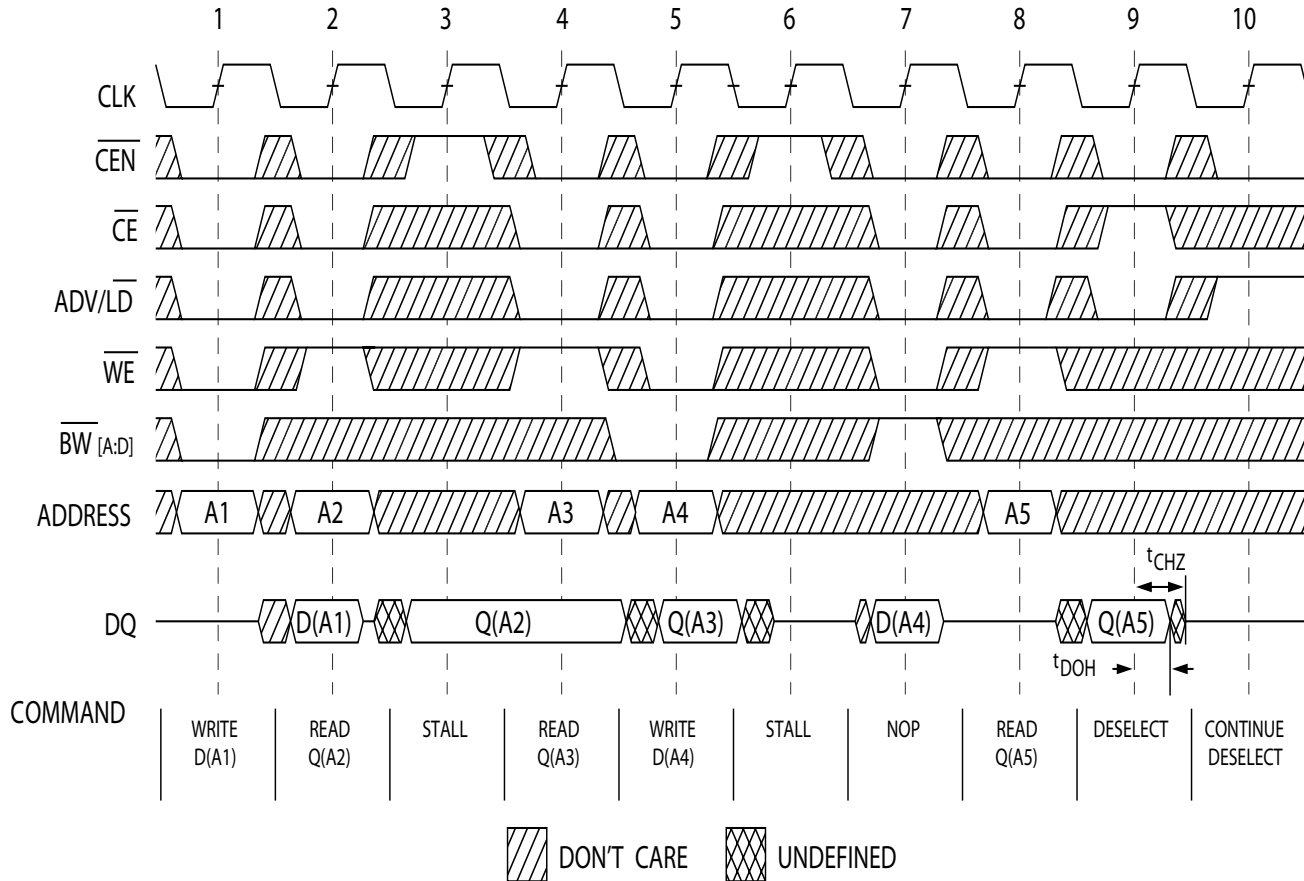 1 2 3 4 5 6 7 8 9 10
CLK
CEN
CE
ADV/LD
WE
BW [A:D]
ADDRESS A1 A2 A3 A4 A5
tCHZ
DQ D(A1) Q(A2) Q(A3) D(A4) Q(A5)
tDOH
COMMAND
WRITE READ STALL READ WRITE STALL NOP READ DESELECT CONTINUE
D(A1) Q(A2) Q(A3) D(A4) Q(A5) DESELECT
DON'T CARE UNDEFINED